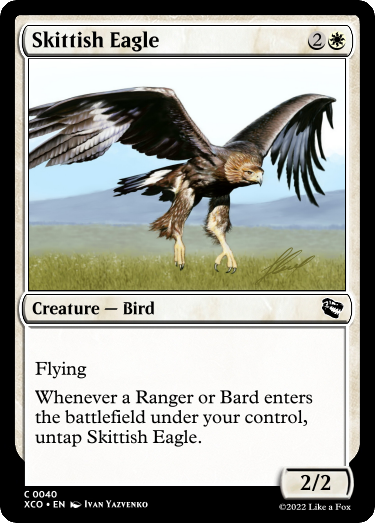 Skittish Eagle 2
Creature — Bird
Flying
Whenever a Ranger or Bard enters
the battlefield under your control,
untap Skittish Eagle.
2/2
C 0040
XCO • EN Ivan Yazvenko
©2022 Like a Fox